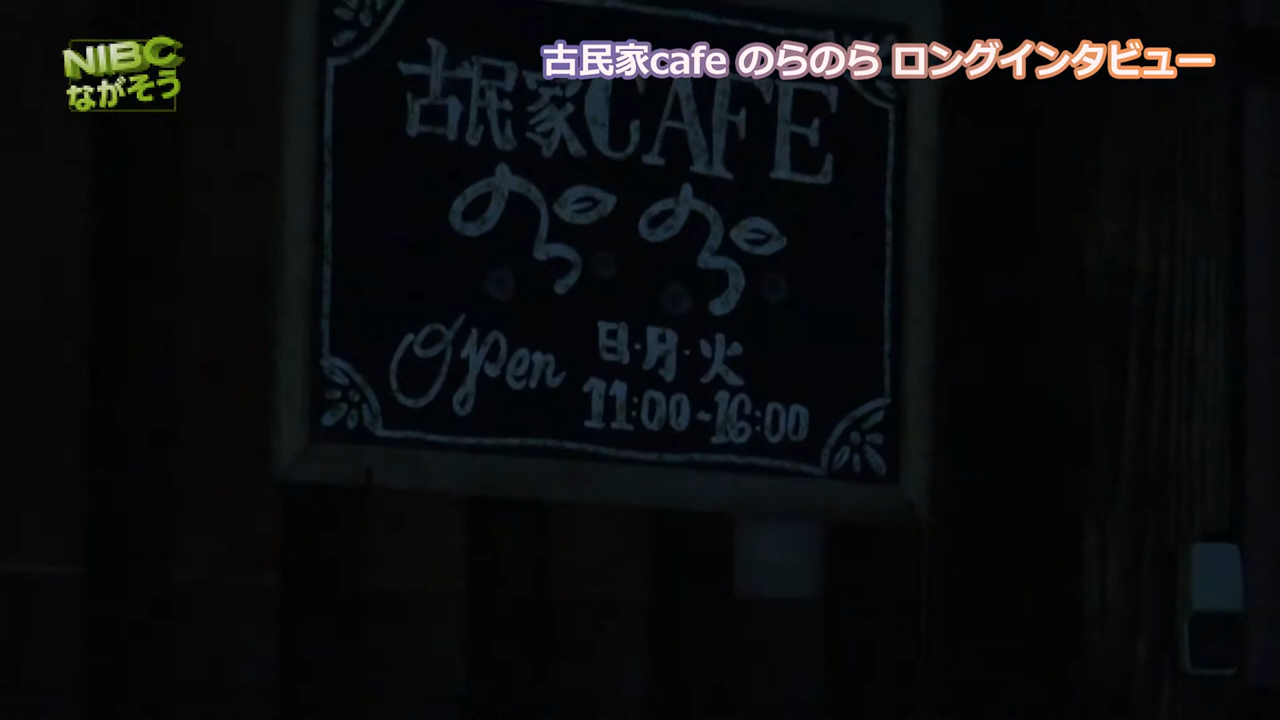 NIBC
ながそう
古民家cafe のらのら ロングインタビュー
古民家CAFE
のら のら
Open
日・月・火
11:00~16:00